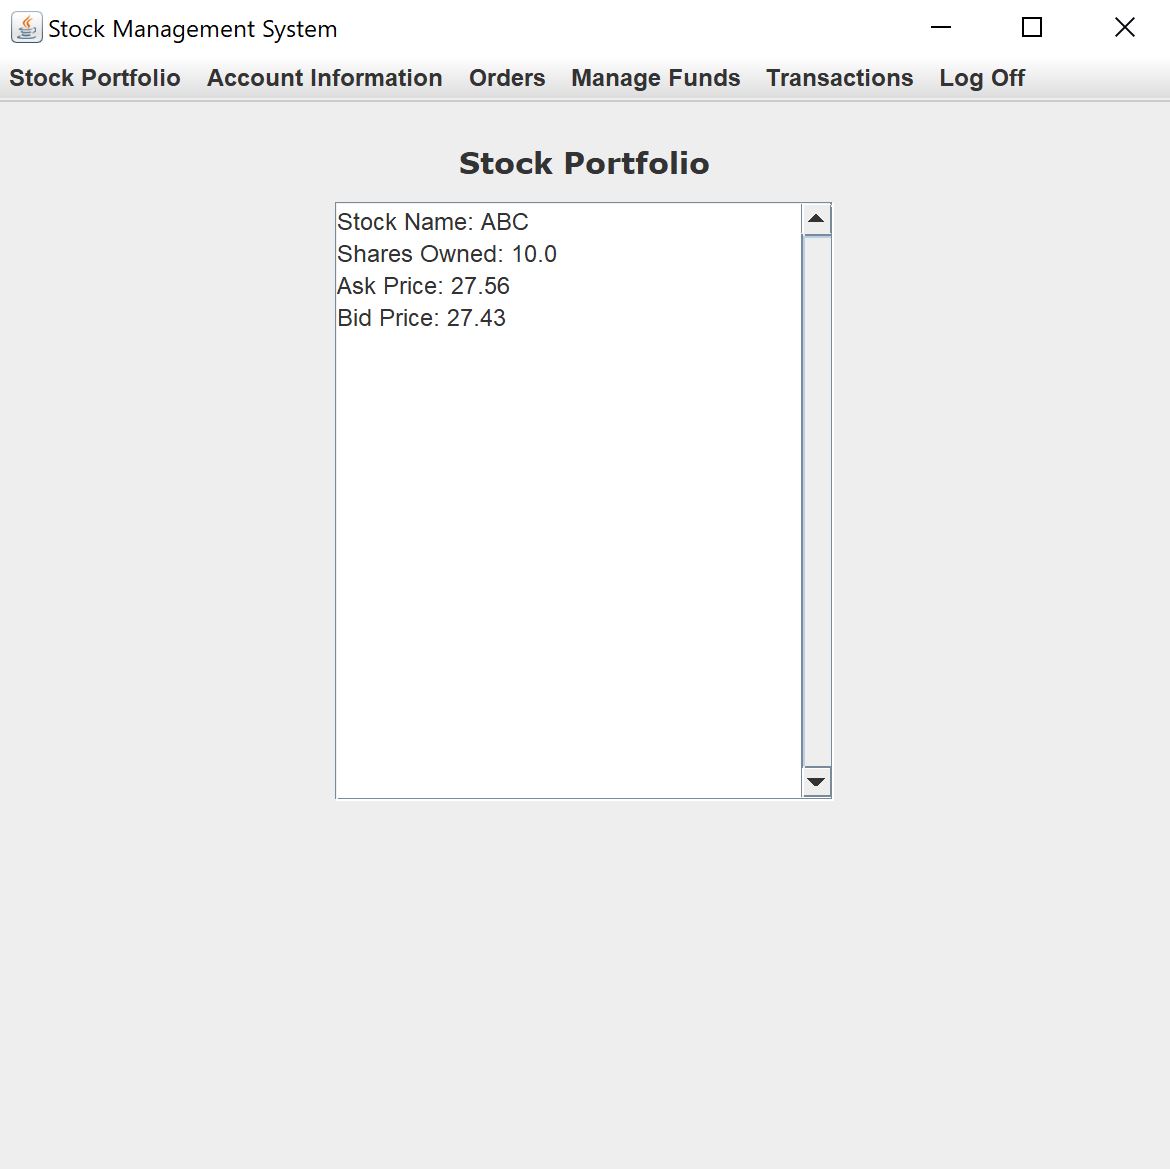 Stock Management System
Stock Portfolio Account Information Orders Manage Funds Transactions Log Off
Stock Portfolio
Stock Name: ABC
Shares Owned: 10.0
Ask Price: 27.56
Bid Price: 27.43